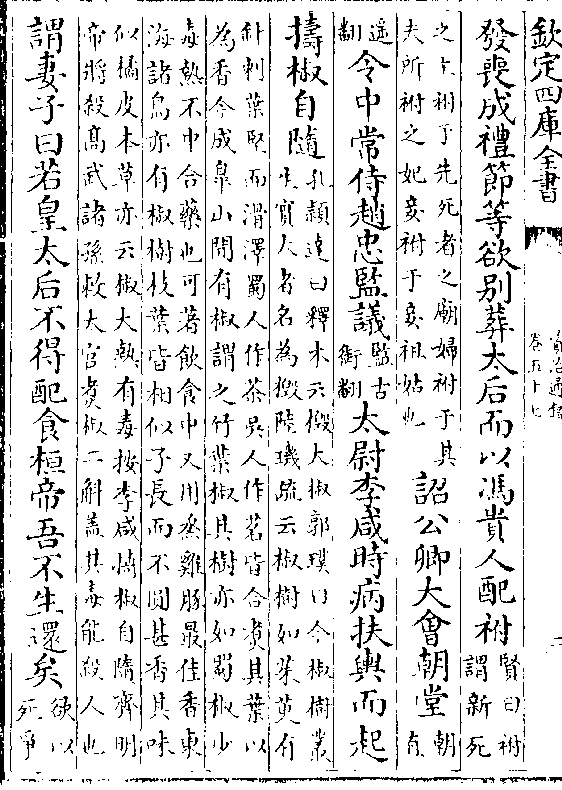 欽定四庫全書
資治通鑑
卷五十七
二
發喪成禮節等欲別葬太后而以馮貴人配祔
賢曰祔
謂新死
之主祔于先死者之廟婦祔于其
夫所祔之妃妾祔于妾祖姑也
詔公卿大會朝堂
朝
直
遥
翻
令中常侍趙忠監議
監古
銜翻
太尉李咸時病扶輿而起
擣椒自隨
孔穎達曰釋木云檓大椒郭璞曰今椒樹叢
生實大者名為檓陸璣疏云椒樹如茱萸有
針刺葉堅而滑澤蜀人作茶吳人作茗皆合煑其葉以
為香今成臯山間有椒謂之竹葉椒其樹亦如蜀椒少
毒熱不中合藥也可著飲食中又用烝雞豚最佳香東
海諸島亦有椒樹枝葉皆相似子長而不圓甚香其味
似橘皮本草亦云椒大熱有毒按李咸擣椒自隨齊明
帝將殺高武諸孫敕太官煑椒二斛蓋其毒能殺人也
謂妻子曰若皇太后不得配食桓帝吾不生還矣
欲以
死爭